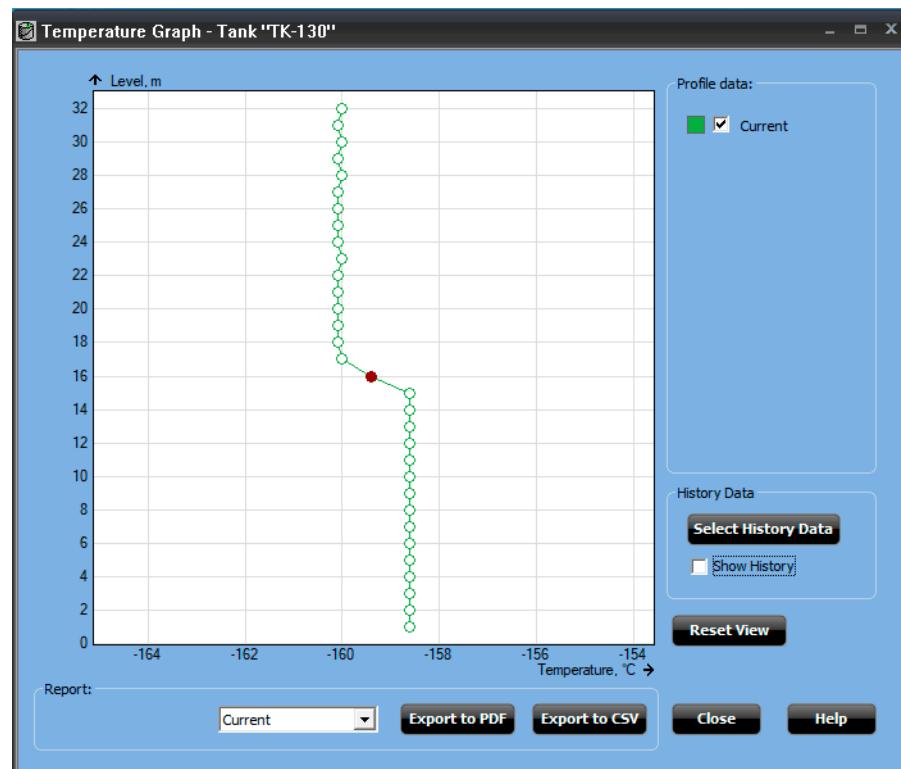 Temperature Graph - Tank "TK-130"
Level, m
Profile data:
32
30
28
26
24
22
20
18
16
14
12
10
8
6
4
2
0
Current
-164
-162
-160
-158
-156
-154
Temperature, °C
History Data
Select History Data
Show History
Reset View
Report:
Current
Export to PDF
Export to CSV
Close
Help